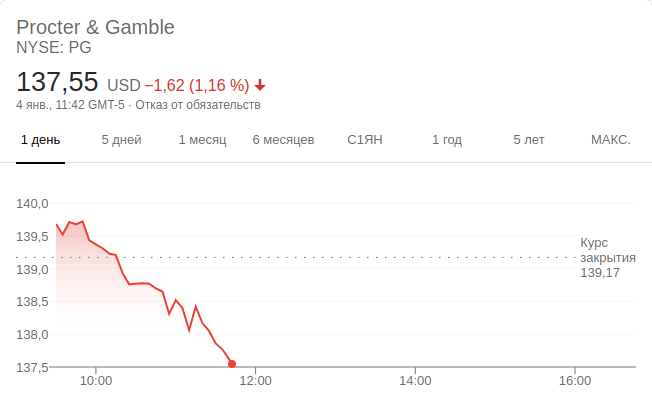 Procter & Gamble
NYSE: PG
137,55 USD −1,62 (1,16 %)
4 янв., 11:42 GMT-5 · Отказ от обязательств
1 день 5 дней 1 месяц 6 месяцев С1ЯН 1 год 5 лет МАКС.
140,0
139,5
Курс
закрытия
139,17
139,0
138,5
138,0
137,5
10:00 12:00 14:00 16:00